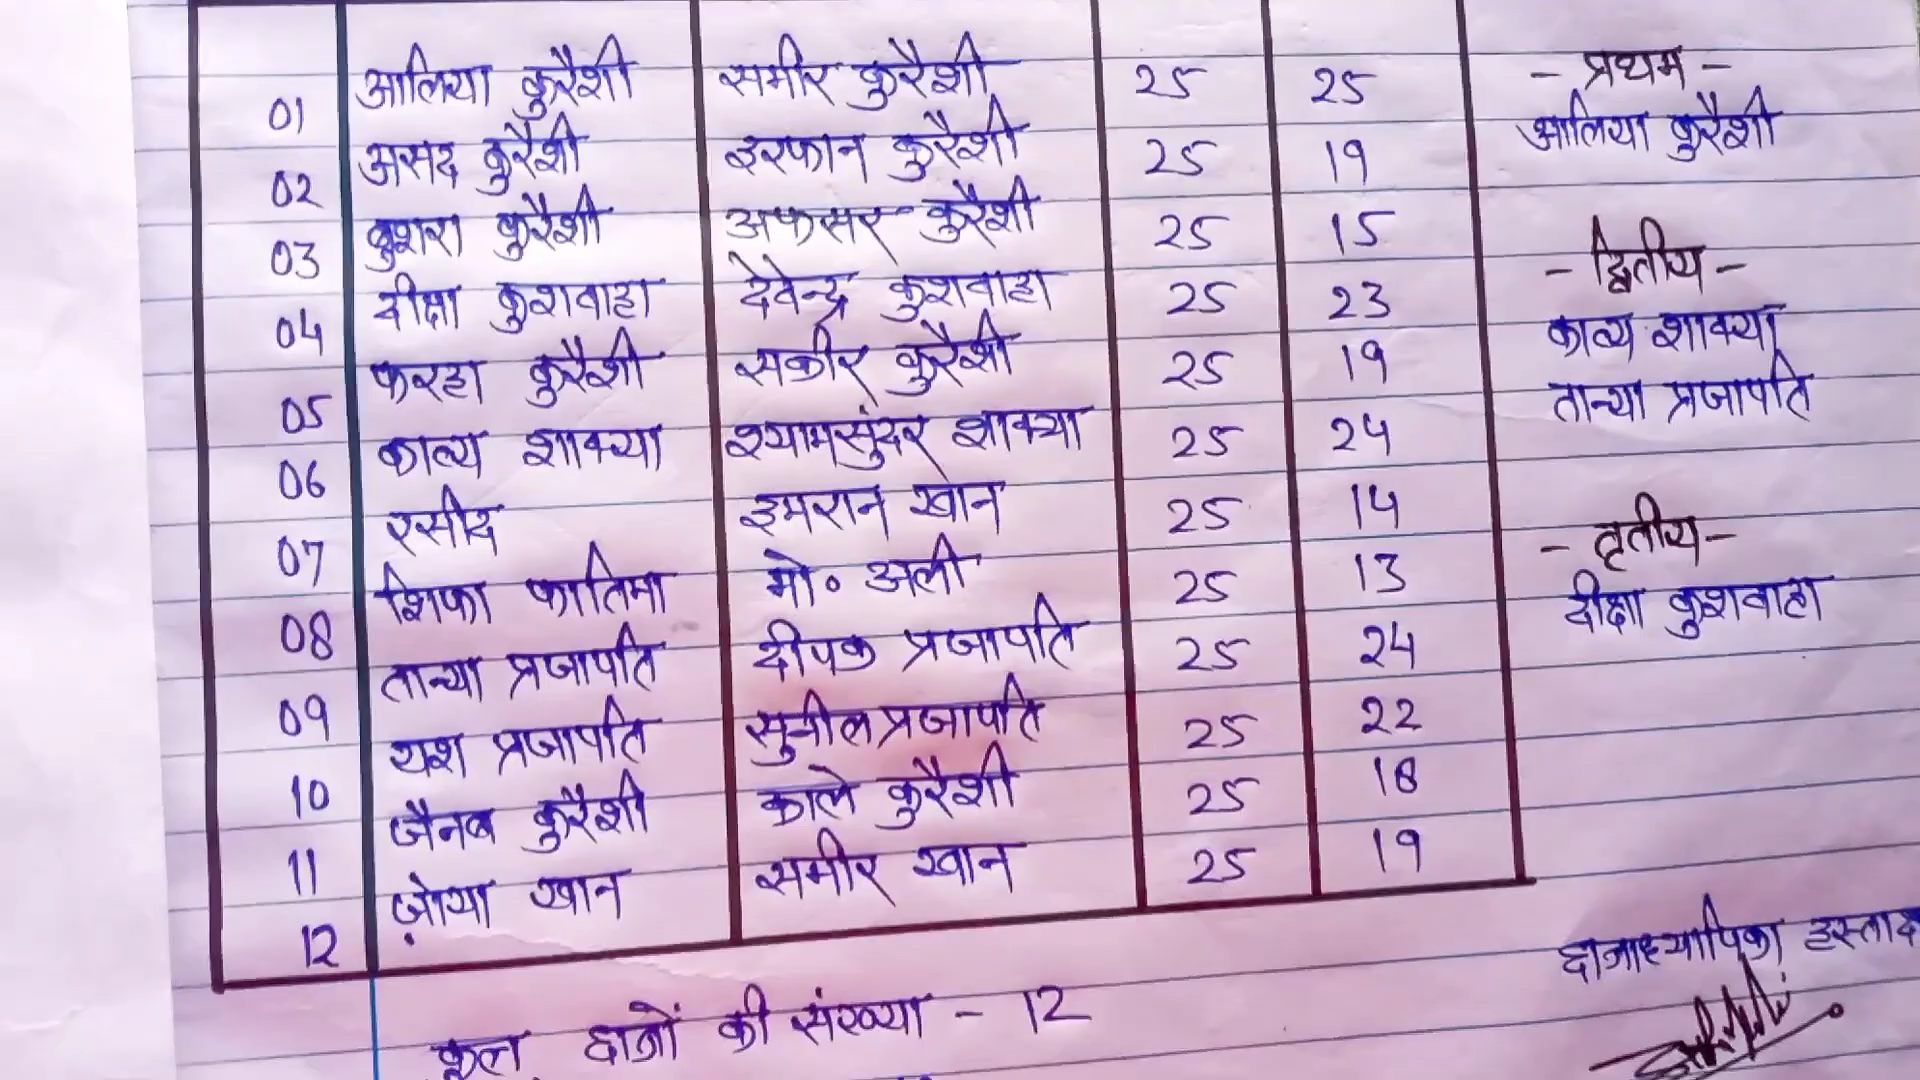 01 आलिया कुरैशी समीर कुरैशी 25 25
02 असद कुरैशी इरफान कुरैशी 25 19
03 बुशरा कुरैशी अफसर कुरैशी 25 15
04 दीक्षा कुशवाहा देवेन्द्र कुशवाहा 25 23
05 फरहा कुरैशी सकीर कुरैशी 25 19
06 काव्य शाक्या श्यामसुंदर शाक्या 25 24
07 रसीद इमरान खान 25 14
08 शिफा फातिमा मो० अली 25 13
09 तान्या प्रजापति दीपक प्रजापति 25 24
10 यश प्रजापति सुनील प्रजापति 25 22
11 जैनब कुरैशी काले कुरैशी 25 18
12 ज़ोया खान समीर खान 25 19
- प्रथम -
आलिया कुरैशी
- द्वितीय -
काव्य शाक्या
तान्या प्रजापति
- तृतीय -
दीक्षा कुशवाहा
छात्राध्यापिका
कुल छात्रों की संख्या - 12